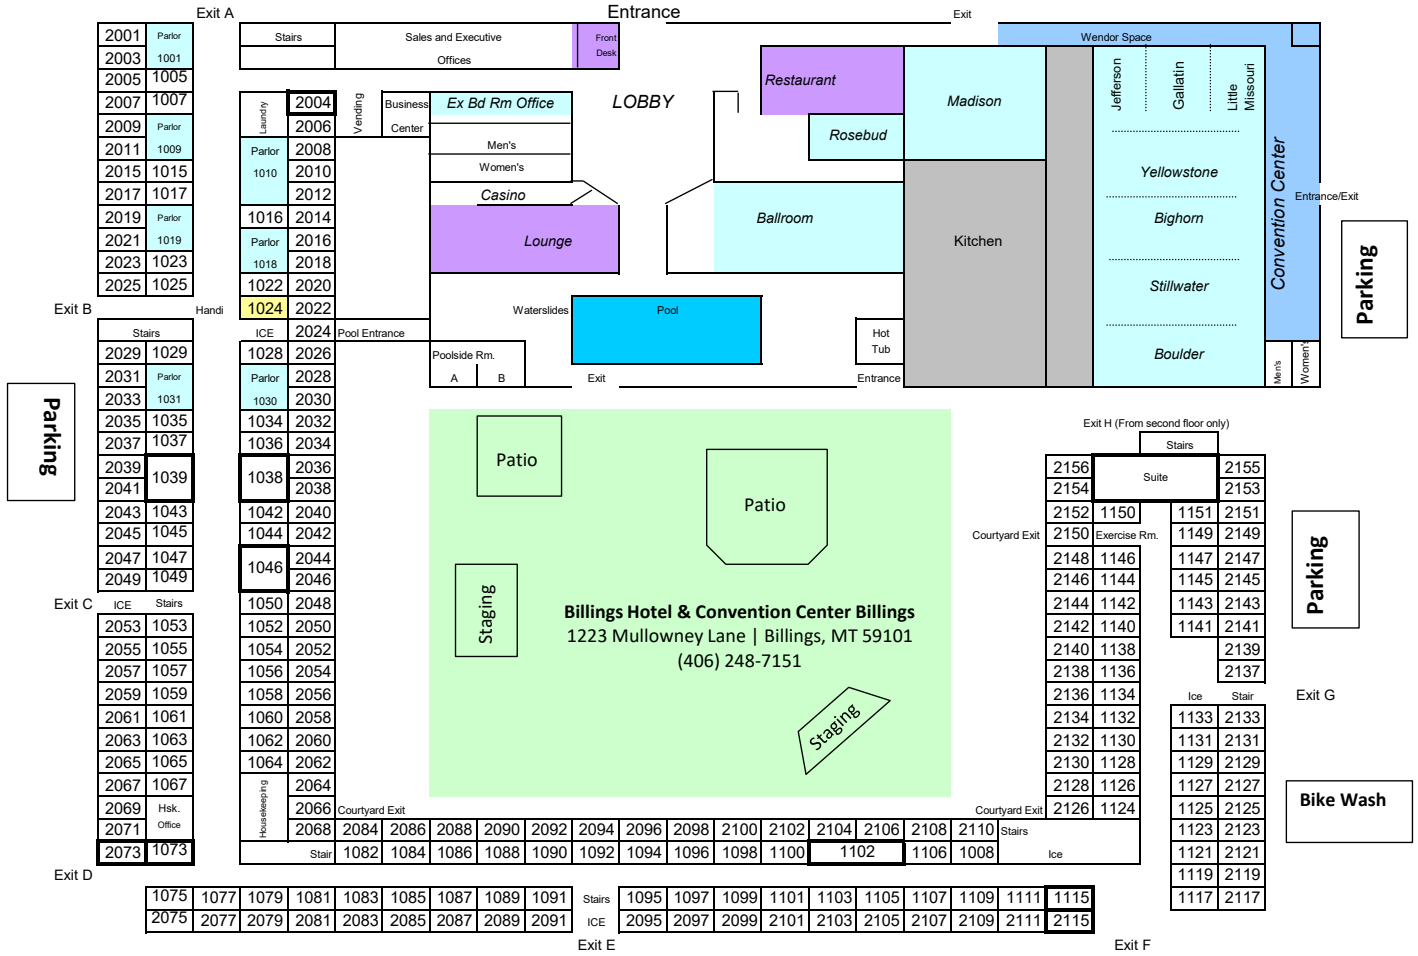 Exit A
Entrance
Exit
2001 Parlor
2003 1001
2005 1005
2007 1007
2009 Parlor
2011 1009
2015 1015
2017 1017
2019 Parlor
2021 1019
2023 1023
2025 1025
Stairs
Sales and Executive
Offices
Front
Desk
Laundry
2004
2006
Parlor 2008
1010 2010
2012
1016 2014
Parlor 2016
1018 2018
1022 2020
Handi 1024 2022
ICE 2024 Pool Entrance
Vending
Business
Center
Ex Bd Rm Office
Men's
Women's
Casino
Lounge
LOBBY
Restaurant
Rosebud
Madison
Ballroom
Kitchen
Wendor Space
Jefferson
Gallatin
Little
Missouri
Yellowstone
Bighorn
Stillwater
Boulder
Convention Center
Entrance/Exit
Men's
Women's
Parking
Waterslides
Pool
Hot
Tub
Poolside Rm.
A B
Exit
Entrance
Exit B
Stairs
2029 1029
2031 Parlor
2033 1031
2035 1035
2037 1037
2039 1039
2041
2043 1043
2045 1045
2047 1047
2049 1049
Parking
1028 2026
Parlor 2028
1030 2030
1034 2032
1036 2034
1038 2036
2038
1042 2040
1044 2042
1046 2044
2046
1050 2048
1052 2050
1054 2052
1056 2054
1058 2056
1060 2058
1062 2060
1064 2062
Housekeeping
2064
2066 Courtyard Exit
Exit C ICE Stairs
2053 1053
2055 1055
2057 1057
2059 1059
2061 1061
2063 1063
2065 1065
2067 1067
2069 Hsk.
2071 Office
2073 1073
Patio
Patio
Staging
Billings Hotel & Convention Center Billings
1223 Mullowney Lane | Billings, MT 59101
(406) 248-7151
Staging
Exit H (From second floor only)
Stairs
2156 Suite 2155
2154 2153
2152 1150 1151 2151
Courtyard Exit 2150 Exercise Rm. 1149 2149
2148 1146 1147 2147
2146 1144 1145 2145
2144 1142 1143 2143
2142 1140 1141 2141
2140 1138 2139
2138 1136 2137
2136 1134 Ice Stair Exit G
2134 1132 1133 2133
2132 1130 1131 2131
2130 1128 1129 2129
2128 1126 1127 2127
Courtyard Exit 2126 1124 1125 2125
1123 2123
1121 2121
1119 2119
1117 2117
Parking
Bike Wash
2068 2084 2086 2088 2090 2092 2094 2096 2098 2100 2102 2104 2106 2108 2110 Stairs
Stair 1082 1084 1086 1088 1090 1092 1094 1096 1098 1100 1102 1106 1008 Ice
Exit D
1075 1077 1079 1081 1083 1085 1087 1089 1091 Stairs 1095 1097 1099 1101 1103 1105 1107 1109 1111 1115
2075 2077 2079 2081 2083 2085 2087 2089 2091 ICE 2095 2097 2099 2101 2103 2105 2107 2109 2111 2115
Exit E
Exit F